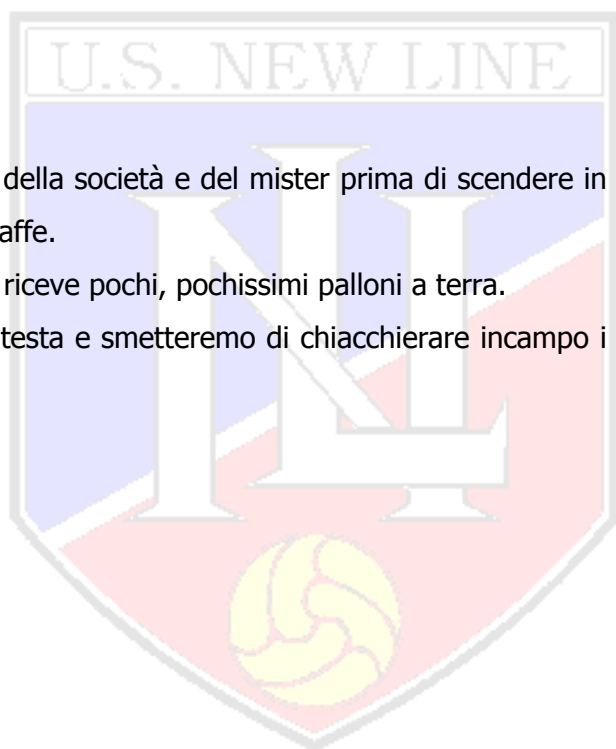 U.S. NEW LINE
della società e del mister prima di scendere in
affe.
riceve pochi, pochissimi palloni a terra.
testa e smetteremo di chiacchierare incampo i
NL